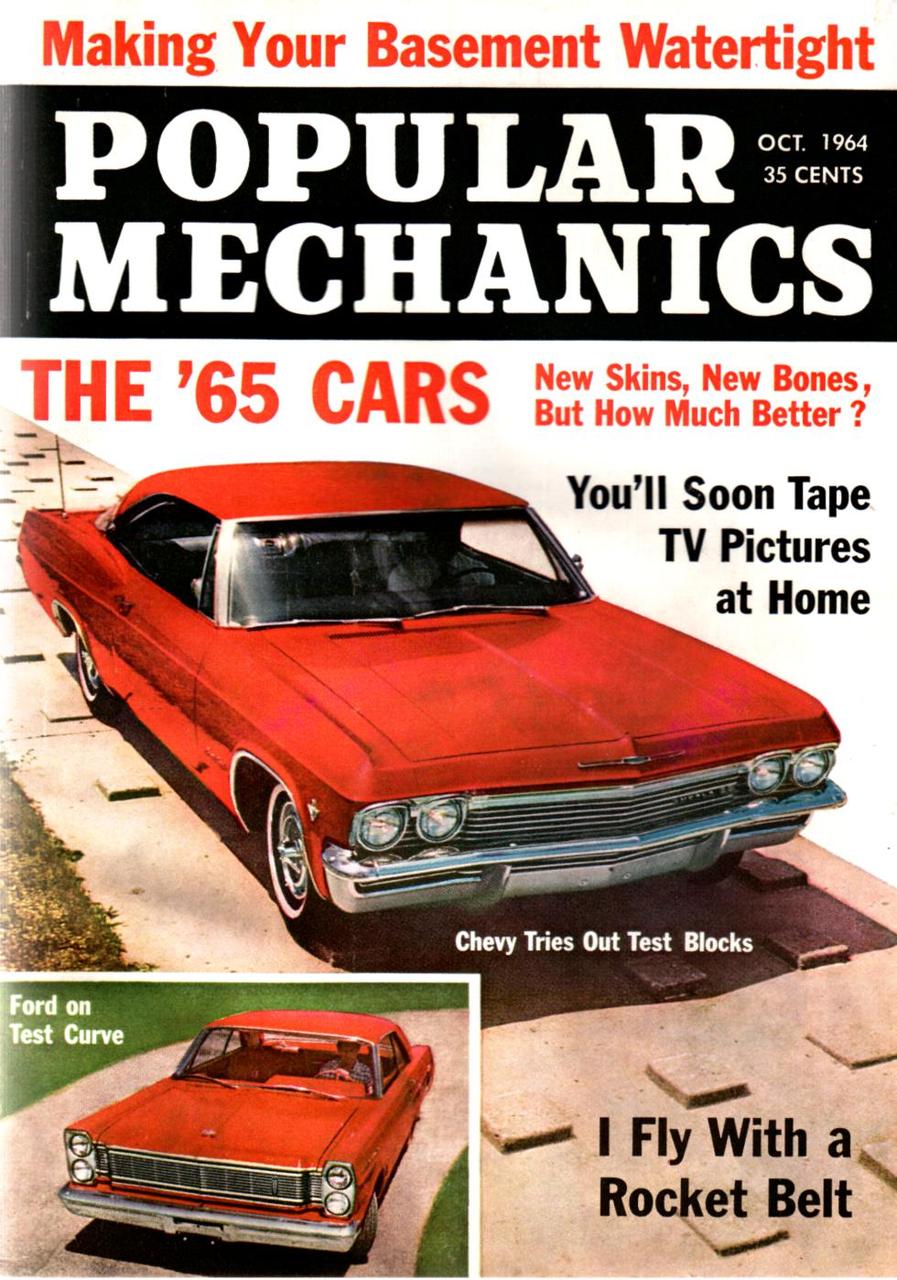 Making Your Basement Watertight
POPULAR
MECHANICS
OCT. 1964
35 CENTS
THE ’65 CARS
New Skins, New Bones,
But How Much Better ?
You’ll Soon Tape
TV Pictures
at Home
Chevy Tries Out Test Blocks
Ford on
Test Curve
I Fly With a
Rocket Belt